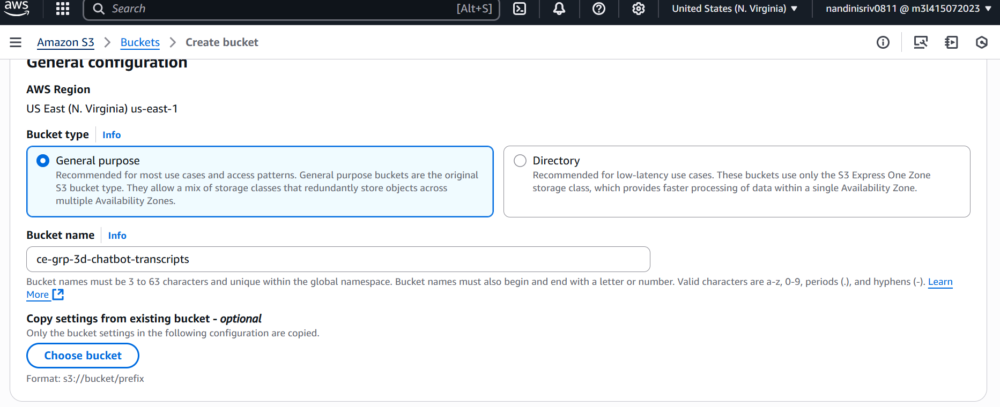 aws
Search
[Alt+S]
United States (N. Virginia) ▼
nandinisriv0811 @ m3l415072023 ▼
Amazon S3 > Buckets > Create bucket
General configuration
AWS Region
US East (N. Virginia) us-east-1
Bucket type Info
General purpose
Recommended for most use cases and access patterns. General purpose buckets are the original
S3 bucket type. They allow a mix of storage classes that redundantly store objects across
multiple Availability Zones.
Directory
Recommended for low-latency use cases. These buckets use only the S3 Express One Zone
storage class, which provides faster processing of data within a single Availability Zone.
Bucket name Info
ce-grp-3d-chatbot-transcripts
Bucket names must be 3 to 63 characters and unique within the global namespace. Bucket names must also begin and end with a letter or number. Valid characters are a-z, 0-9, periods (.), and hyphens (-). Learn
More
Copy settings from existing bucket - optional
Only the bucket settings in the following configuration are copied.
Choose bucket
Format: s3://bucket/prefix